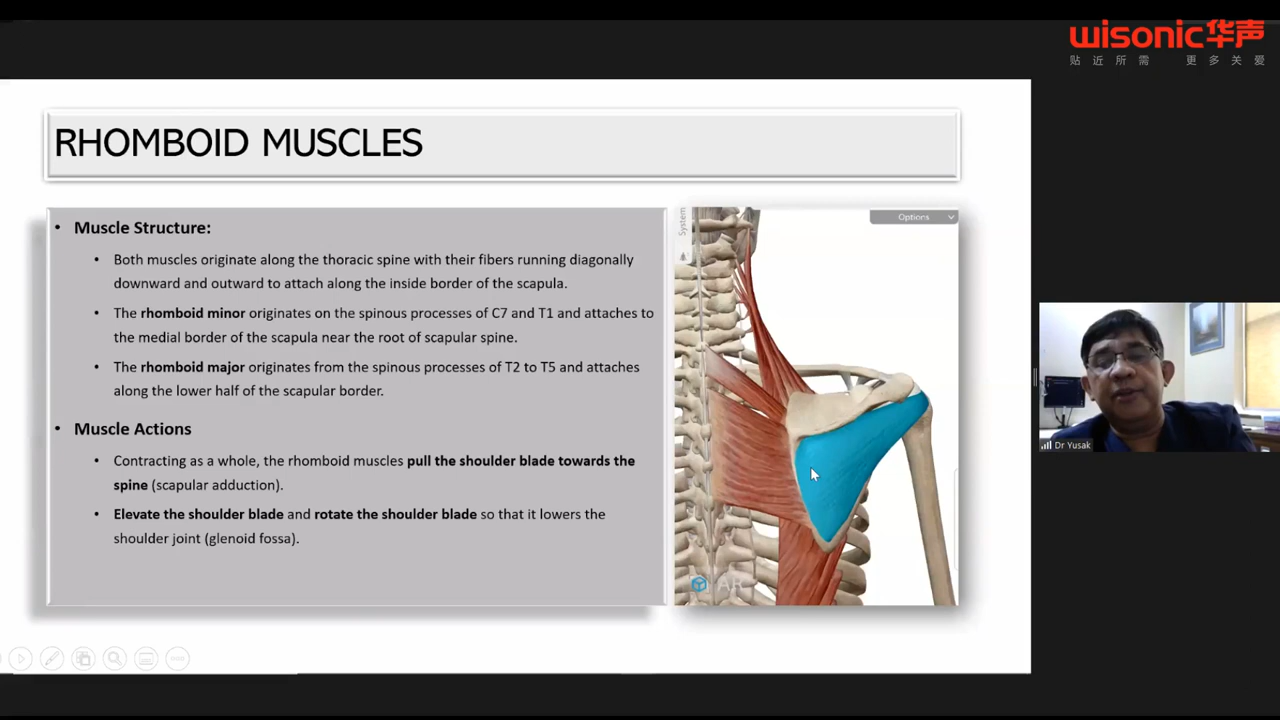 wisonic华声
贴近所需 更多关爱
RHOMBOID MUSCLES
• Muscle Structure:
• Both muscles originate along the thoracic spine with their fibers running diagonally
downward and outward to attach along the inside border of the scapula.
• The rhomboid minor originates on the spinous processes of C7 and T1 and attaches to
the medial border of the scapula near the root of scapular spine.
• The rhomboid major originates from the spinous processes of T2 to T5 and attaches
along the lower half of the scapular border.
• Muscle Actions
• Contracting as a whole, the rhomboid muscles pull the shoulder blade towards the
spine (scapular adduction).
• Elevate the shoulder blade and rotate the shoulder blade so that it lowers the
shoulder joint (glenoid fossa).
System
Options
AR
Dr Yusak